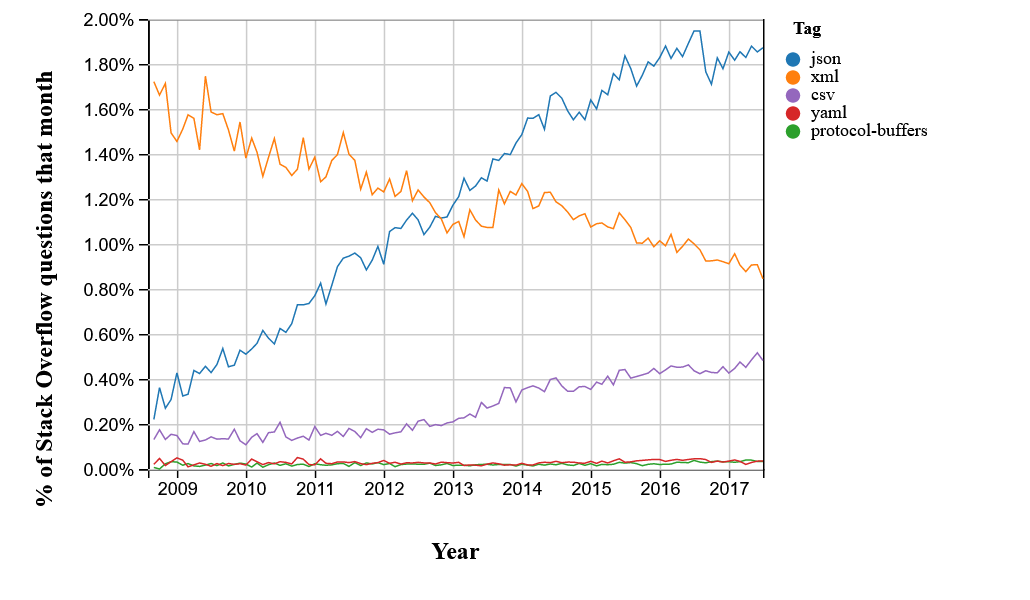 % of Stack Overflow questions that month
2.00%
1.80%
1.60%
1.40%
1.20%
1.00%
0.80%
0.60%
0.40%
0.20%
0.00%
2009 2010 2011 2012 2013 2014 2015 2016 2017
Year
Tag
json
xml
csv
yaml
protocol-buffers